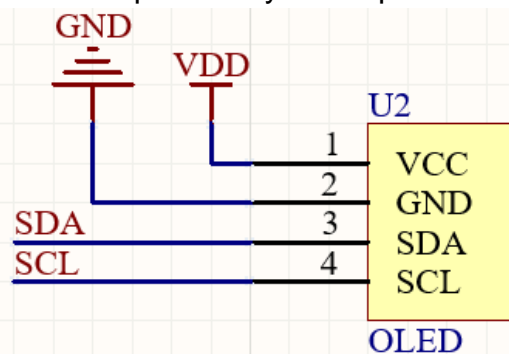 GND
VDD
U2
1 VCC
2 GND
SDA 3 SDA
SCL 4 SCL
OLED